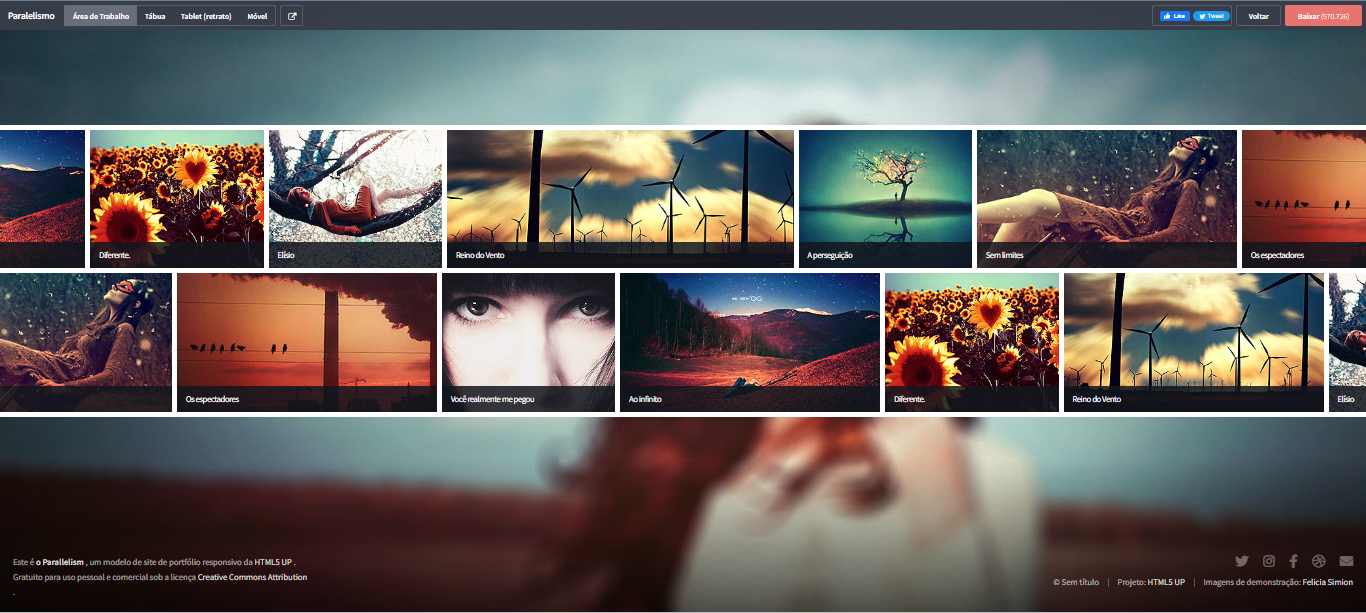 Paralelismo Área de Trabalho Tábua Tablet (retrato) Móvel Like Tweet Voltar Baixar (570.726)
Diferente. Elísio Reino do Vento A perseguição Sem limites Os espectadores
Os espectadores Você realmente me pegou Ao infinito Diferente. Reino do Vento Elísio
Este é o Parallelism , um modelo de site de portfólio responsivo da HTML5 UP .
Gratuito para uso pessoal e comercial sob a licença Creative Commons Attribution
.
© Sem título | Projeto: HTML5 UP | Imagens de demonstração: Felicia Simion